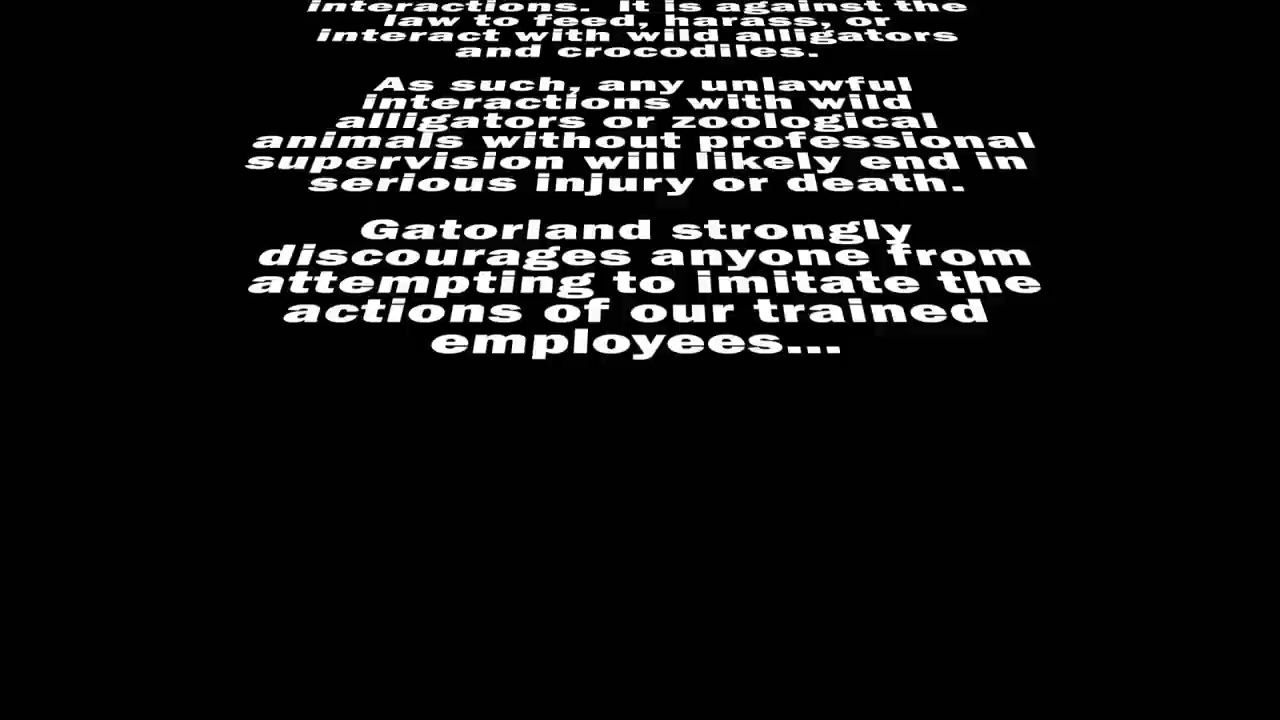 interactions. It is against the
law to feed, harass, or
interact with wild alligators
and crocodiles.
As such, any unlawful
interactions with wild
alligators or zoological
animals without professional
supervision will likely end in
serious injury or death.
Gatorland strongly
discourages anyone from
attempting to imitate the
actions of our trained
employees...